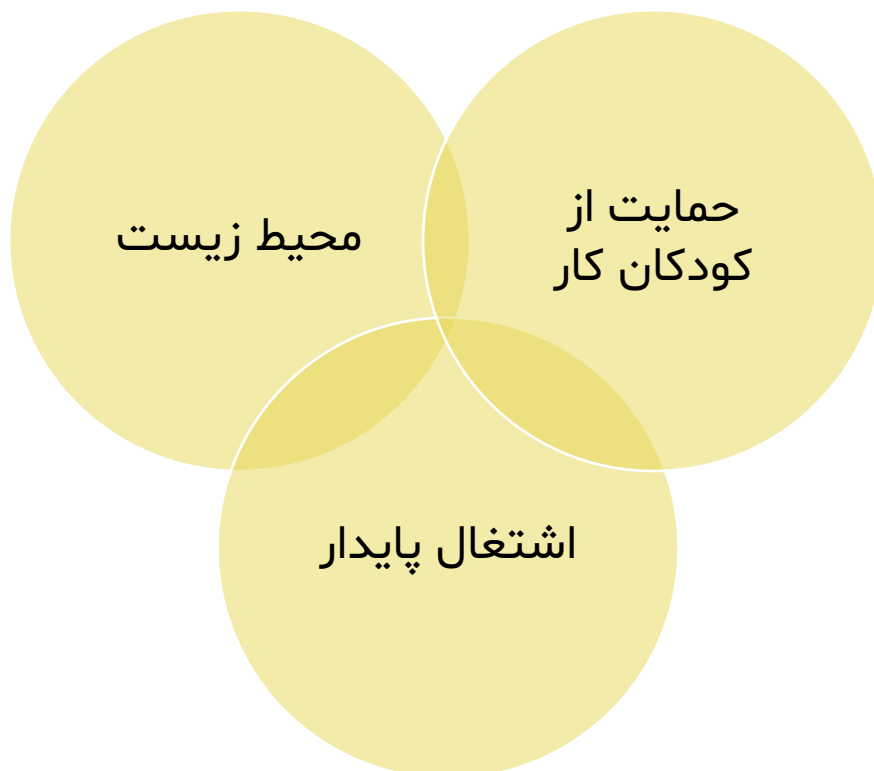 حمایت از
کودکان کار
محیط زیست
اشتغال پایدار